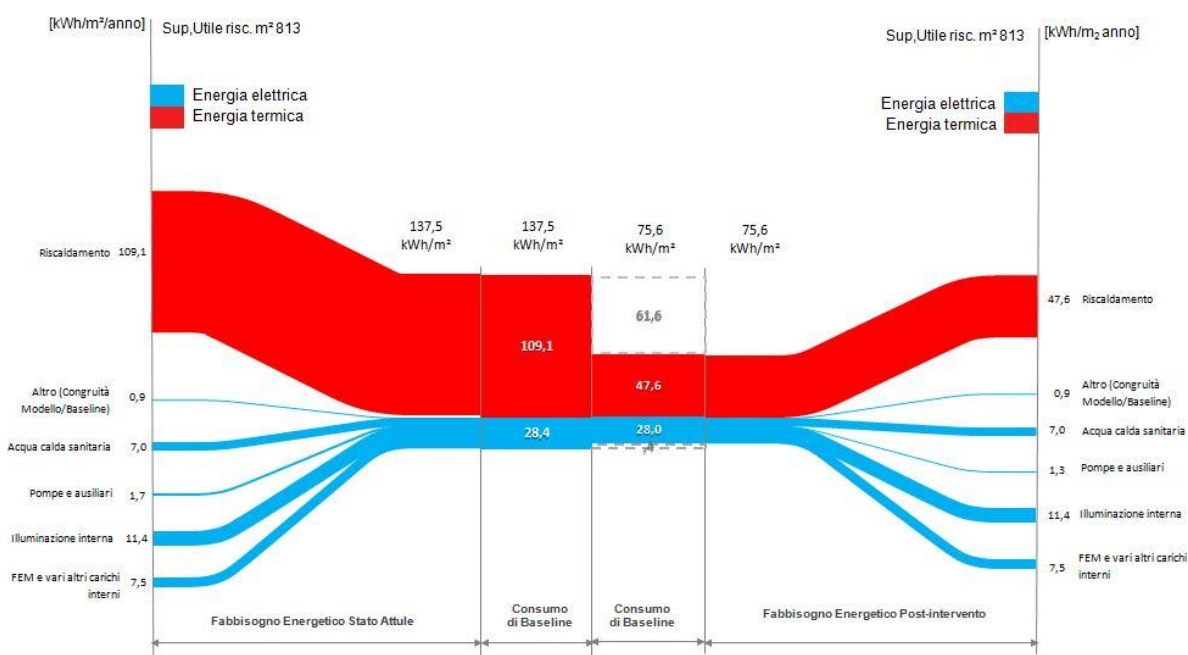 [kWh/m²/anno]
Sup,Utile risc. m² 813
Sup,Utile risc. m² 813
[kWh/m₂ anno]
Energia elettrica
Energia termica
Energia elettrica
Energia termica
137,5
kWh/m²
137,5
kWh/m²
75,6
kWh/m²
75,6
kWh/m²
Riscaldamento 109,1
109,1
61,6
47,6
28,4
28,0
,4
47,6 Riscaldamento
Altro (Congruità
Modello/Baseline)
0,9
Acqua calda sanitaria 7,0
Pompe e ausiliari 1,7
Illuminazione interna 11,4
FEM e vari altri carichi
interni
7,5
0,9
Altro (Congruità
Modello/Baseline)
7,0 Acqua calda sanitaria
1,3 Pompe e ausiliari
11,4 Illuminazione interna
7,5
FEM e vari altri carichi
interni
Fabbisogno Energetico Stato Attule
Consumo
di Baseline
Consumo
di Baseline
Fabbisogno Energetico Post-intervento